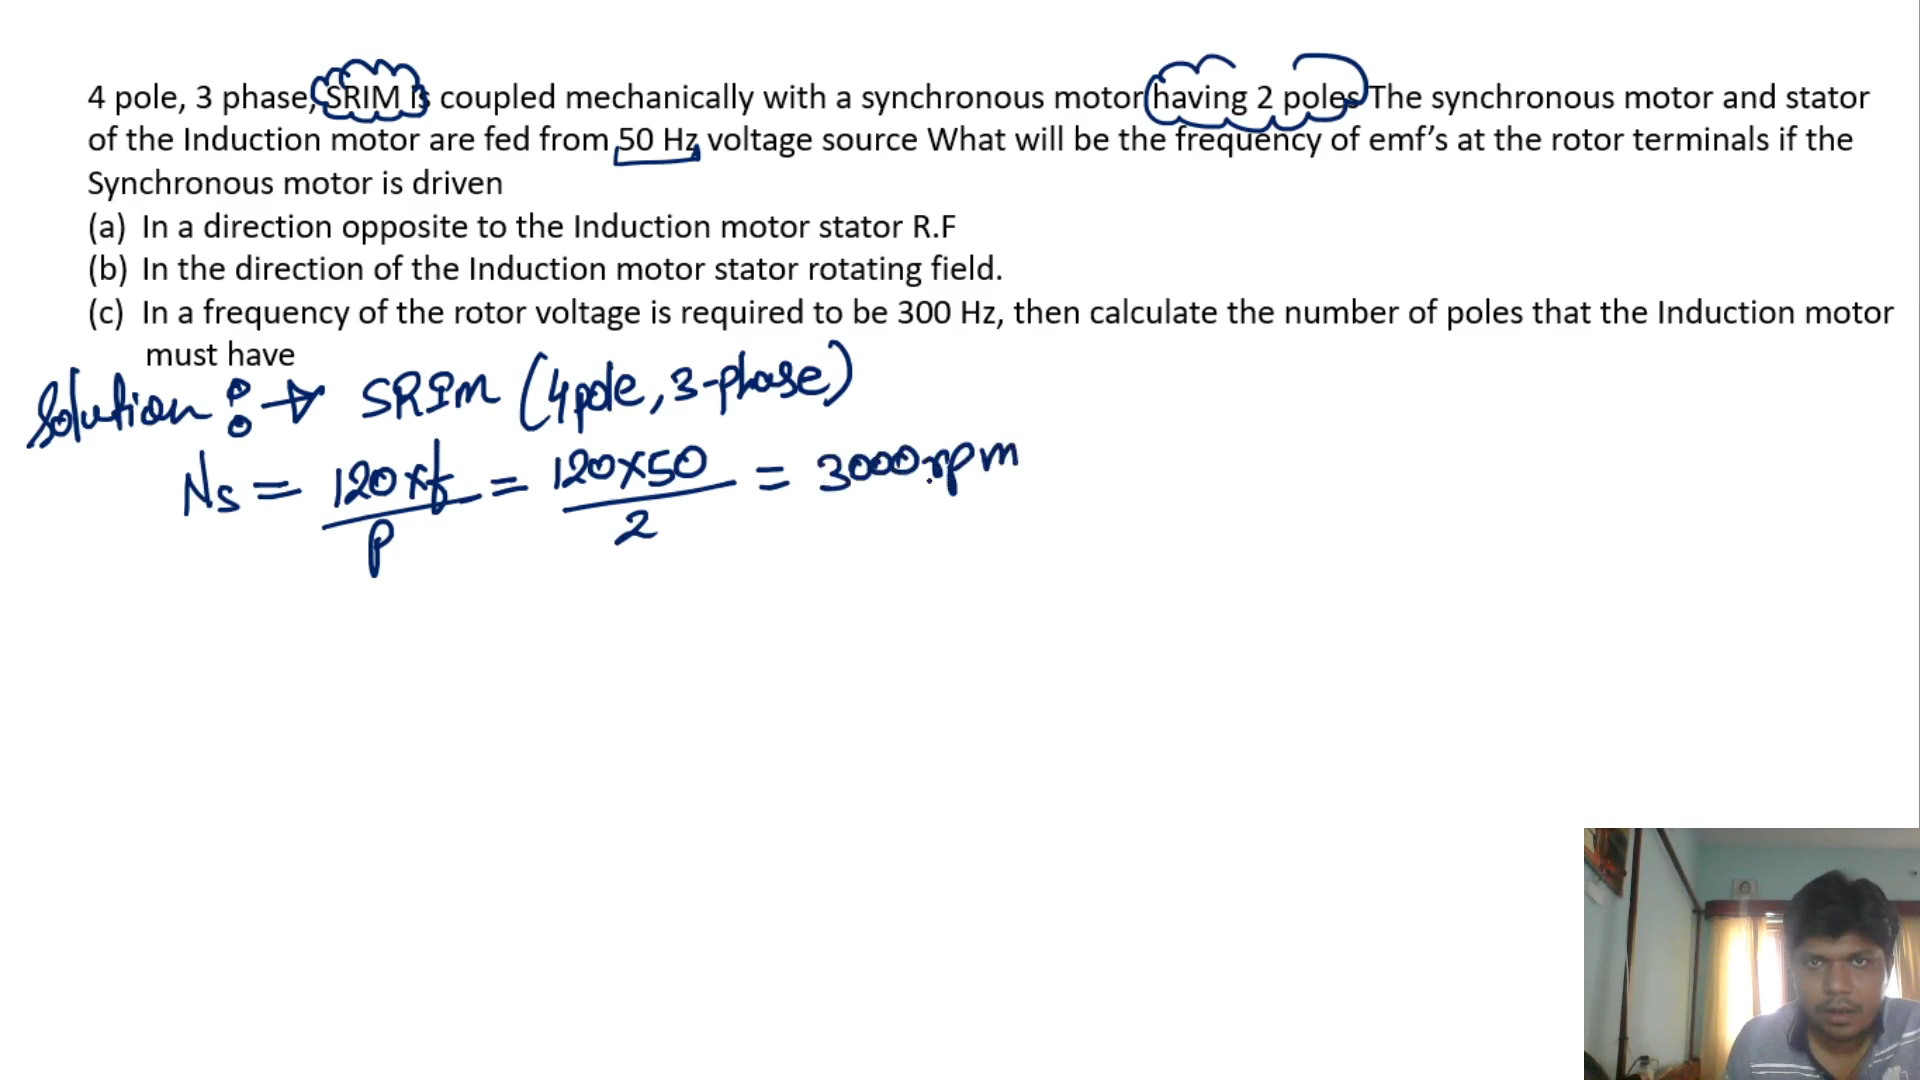 4 pole, 3 phase, SRIM is coupled mechanically with a synchronous motor having 2 poles The synchronous motor and stator
of the Induction motor are fed from 50 Hz voltage source What will be the frequency of emf’s at the rotor terminals if the
Synchronous motor is driven
(a) In a direction opposite to the Induction motor stator R.F
(b) In the direction of the Induction motor stator rotating field.
(c) In a frequency of the rotor voltage is required to be 300 Hz, then calculate the number of poles that the Induction motor
must have
Solution : → SRIM (4 pole, 3-phase)
Ns = 120 x f / P = 120 x 50 / 2 = 3000 rpm